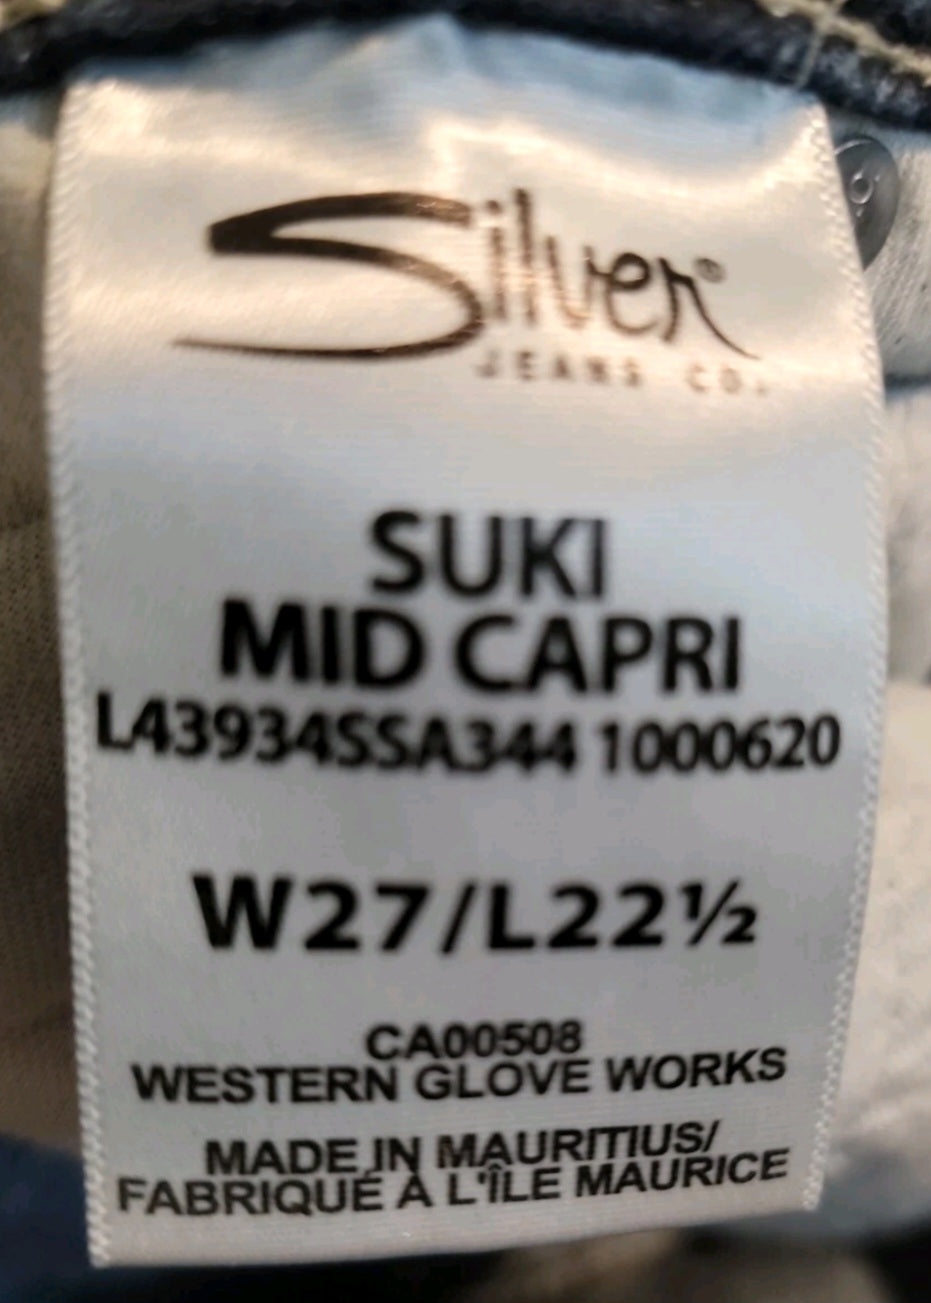 Silver®
JEANS CO.
SUKI
MID CAPRI
L43934SSA344 1000620
W27/L22½
CA00508
WESTERN GLOVE WORKS
MADE IN MAURITIUS/
FABRIQUÉ À L'ÎLE MAURICE